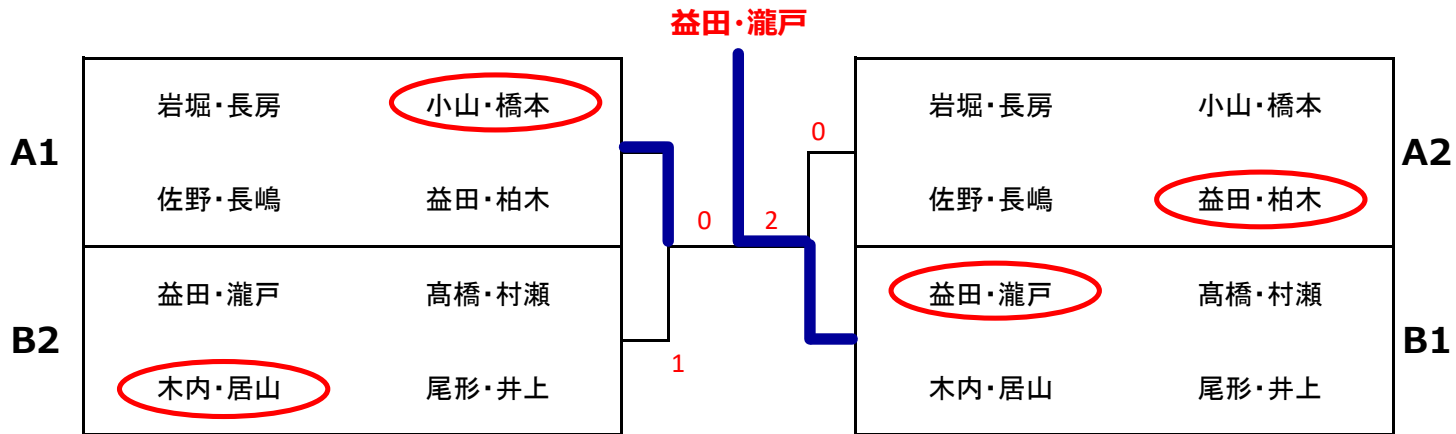 益田・瀧戸
岩堀・長房 小山・橋本 0 岩堀・長房 小山・橋本
A1 A2
佐野・長嶋 益田・柏木 0 2 佐野・長嶋 益田・柏木
益田・瀧戸 髙橋・村瀬 益田・瀧戸 髙橋・村瀬
B2 B1
木内・居山 尾形・井上 1 木内・居山 尾形・井上